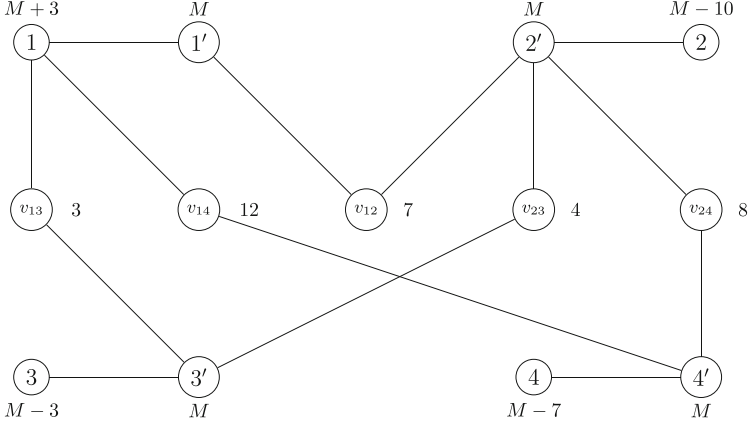 M + 3 M M M − 10
1 1′ 2′ 2
v₁₃ 3 v₁₄ 12 v₁₂ 7 v₂₃ 4 v₂₄ 8
3 3′ 4 4′
M − 3 M M − 7 M